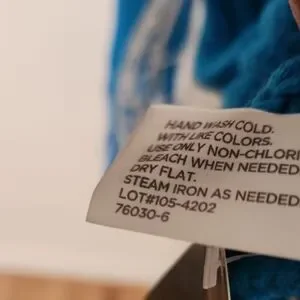 HAND WASH COLD.
WITH LIKE COLORS.
USE ONLY NON-CHLORI
BLEACH WHEN NEEDED
DRY FLAT.
STEAM IRON AS NEEDED
LOT#105-4202
76030-6